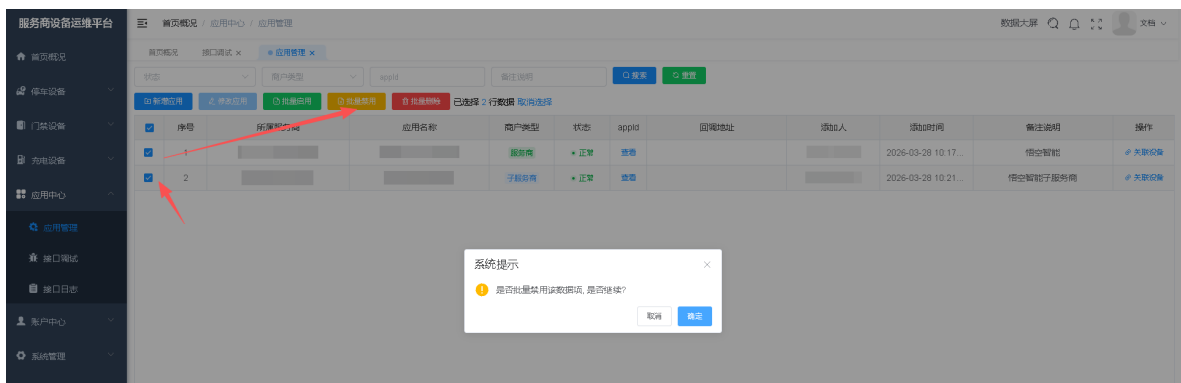 服务商设备运维平台
首页概况 / 应用中心 / 应用管理
数据大屏
文档
首页概况
接口调试 ×
应用管理 ×
状态
商户类型
appId
备注说明
搜索
重置
新增应用
修改应用
批量启用
批量禁用
批量删除
已选择 2 行数据 取消选择
序号 所属服务商 应用名称 商户类型 状态 appId 回调地址 添加人 添加时间 备注说明 操作
1 服务商 正常 查看 2026-03-28 10:17... 悟空智能 关联设备
2 子服务商 正常 查看 2026-03-28 10:21... 悟空智能子服务商 关联设备
首页概况
停车设备
门禁设备
充电设备
应用中心
应用管理
接口调试
接口日志
账户中心
系统管理
系统提示 ×
是否批量禁用该数据项, 是否继续?
取消
确定